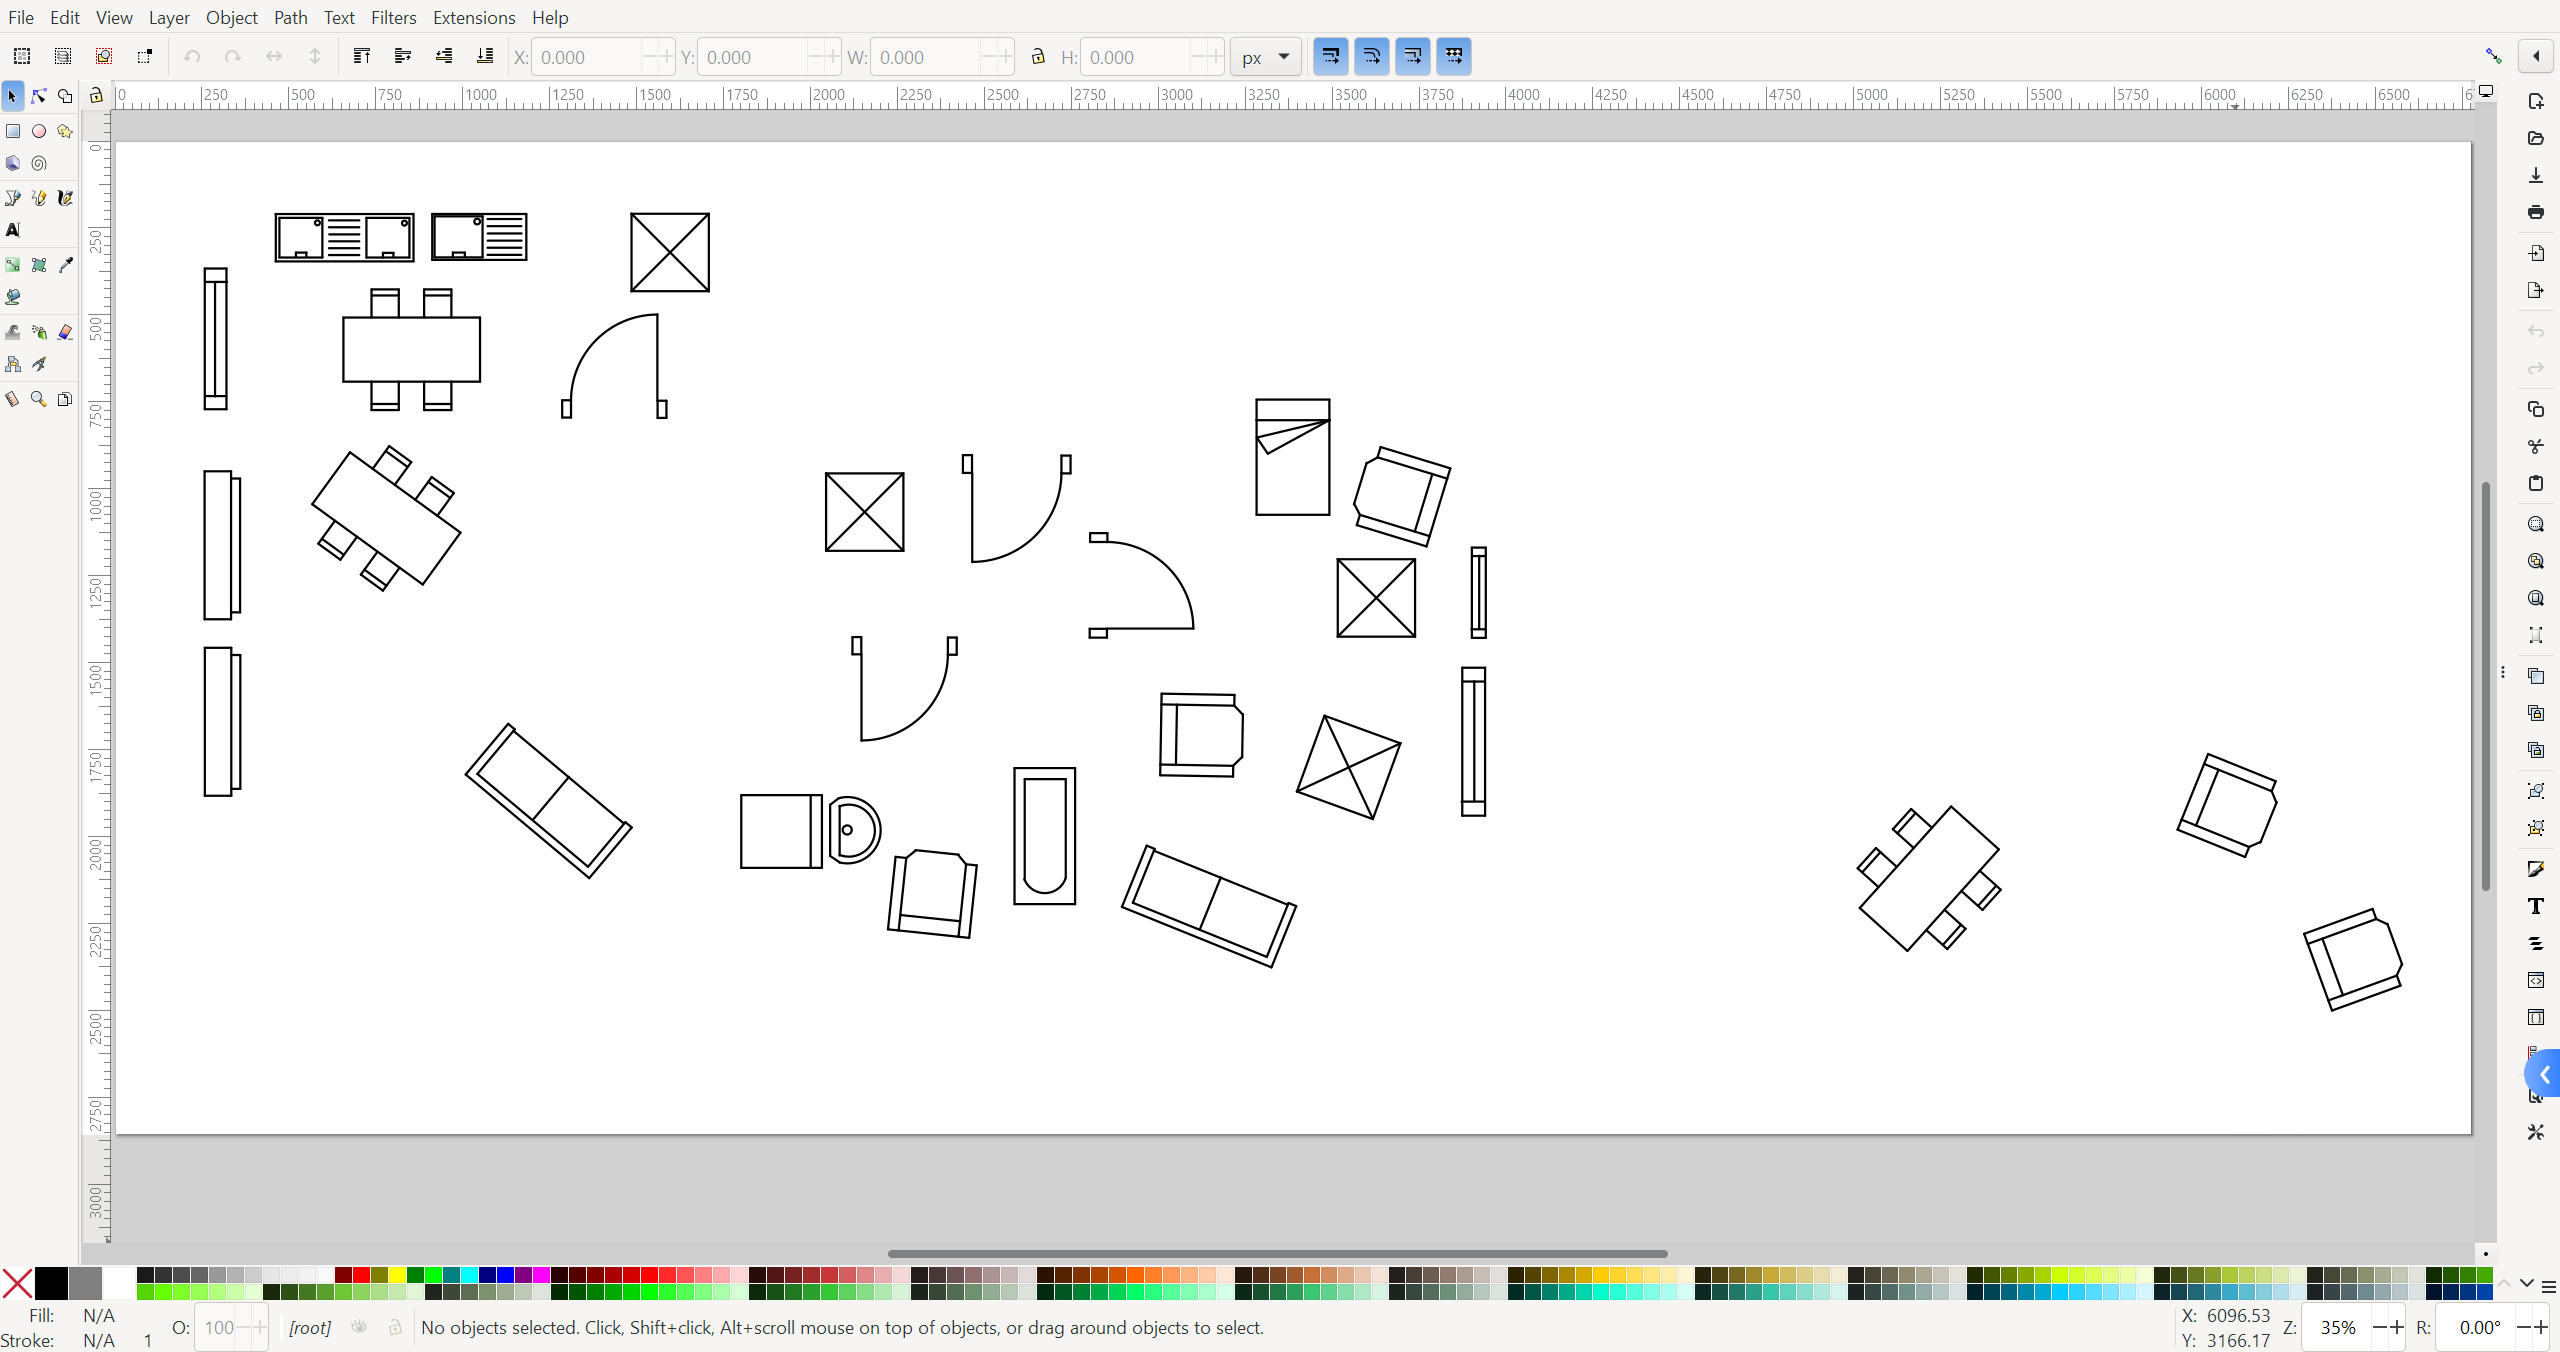 File Edit View Layer Object Path Text Filters Extensions Help
X: 0.000 Y: 0.000 W: 0.000 H: 0.000 px
0 250 500 750 1000 1250 1500 1750 2000 2250 2500 2750 3000 3250 3500 3750 4000 4250 4500 4750 5000 5250 5500 5750 6000 6250 6500
0
250
500
750
1000
1250
1500
1750
2000
2250
2500
2750
3000
Fill: N/A
Stroke: N/A 1
O: 100
[root]
No objects selected. Click, Shift+click, Alt+scroll mouse on top of objects, or drag around objects to select.
X: 6096.53
Y: 3166.17
Z: 35%
R: 0.00°